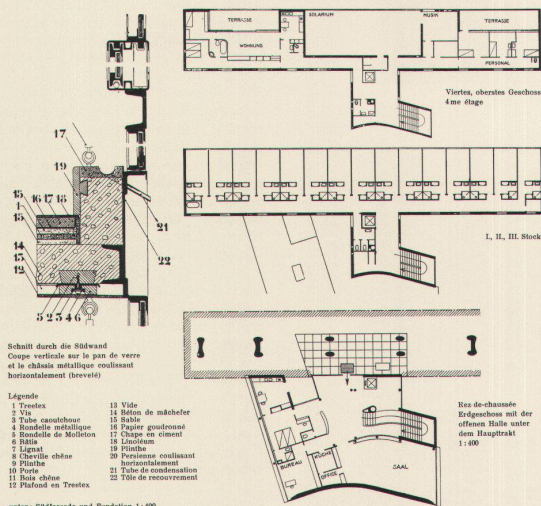 TERRASSE
SOLARIUM
MUSIK
TERRASSE
WOHNUNG
PERSONAL
Viertes, oberstes Geschoss
4me étage
17
19
15
16 17 18
1
15
14
13
12
21
22
5 2 3 4 6
I., II., III. Stock
Schnitt durch die Südwand
Coupe verticale sur le pan de verre
et le châssis métallique coulissant
horizontalement (brevelé)
Légende
1 Treetex
2 Vis
3 Tube caoutchouc
4 Rondelle métallique
5 Rondelle de Molleton
6 Bâtis
7 Lignat
8 Cheville chêne
9 Plinthe
10 Porte
11 Bois chêne
12 Plafond en Treetex
13 Vide
14 Béton de mâchefer
15 Sable
16 Papier goudronné
17 Chape en ciment
18 Linoléum
19 Plinthe
20 Persienne coulissant
horizontalement
21 Tube de condensation
22 Tôle de recouvrement
BUREAU
KÜCHE
OFFICE
SAAL
Rez-de-chaussée
Erdgeschoss mit der
offenen Halle unter
dem Haupttrakt
1:400